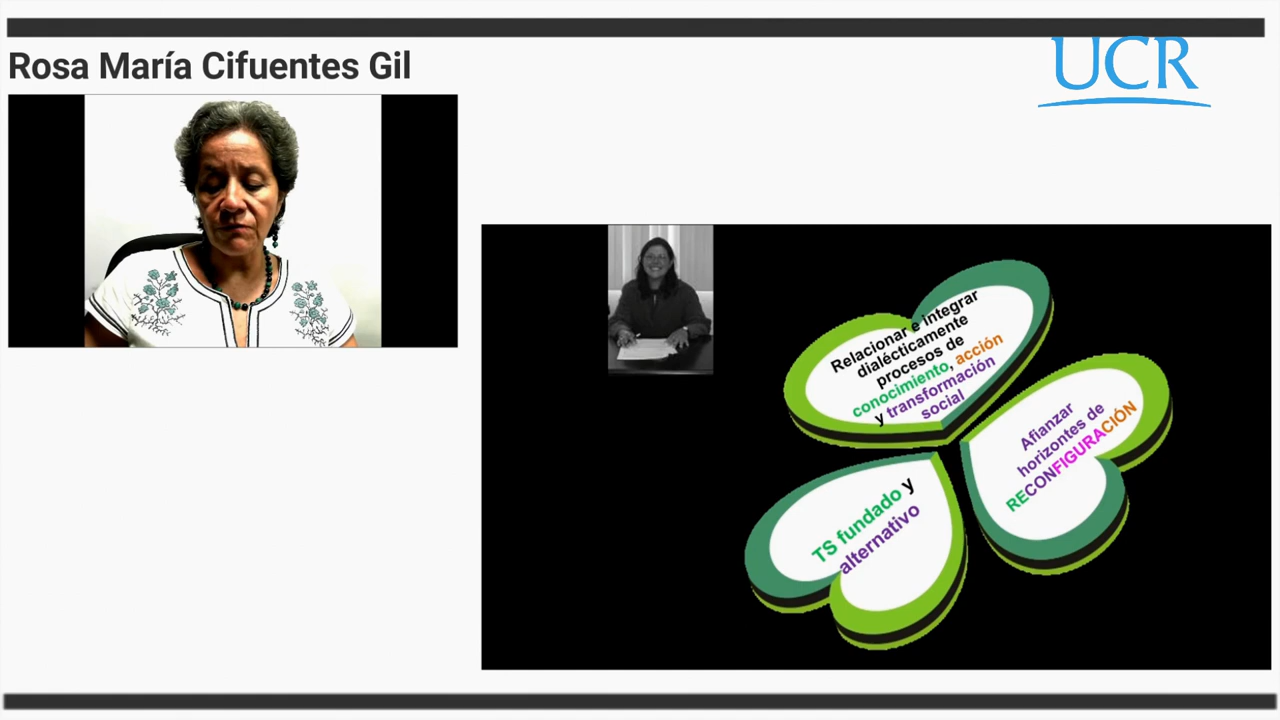 Rosa María Cifuentes Gil
UCR
Relacionar e integrar
dialécticamente
procesos de
conocimiento, acción
y transformación
social
Afianzar
horizontes de
RECONFIGURACIÓN
TS fundado y
alternativo